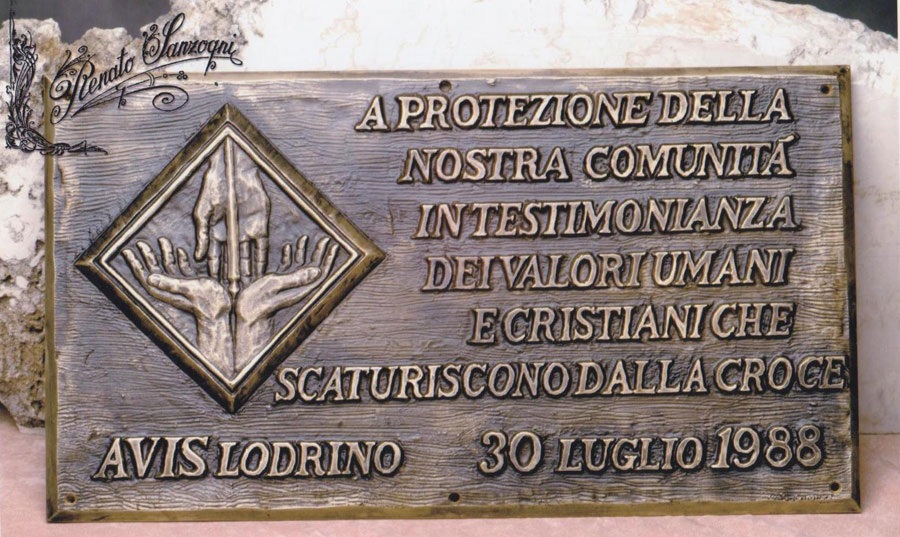 Renato Sanzogni
A PROTEZIONE DELLA
NOSTRA COMUNITÁ
IN TESTIMONIANZA
DEI VALORI UMANI
E CRISTIANI CHE
SCATURISCONO DALLA CROCE
AVIS LODRINO 30 LUGLIO 1988